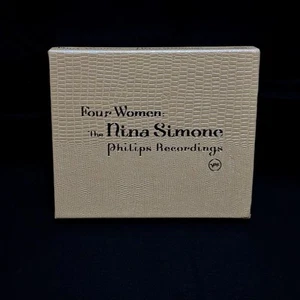 Four Women:
The Nina Simone
Philips Recordings